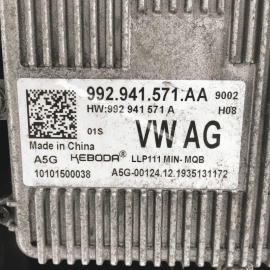 992.941.571.AA 9002
HW:992 941 571 A H08
01S VW AG
Made in China
A5G KEBODA® LLP111 MIN- MQB
10101500038 A5G-00124.12.1935131172